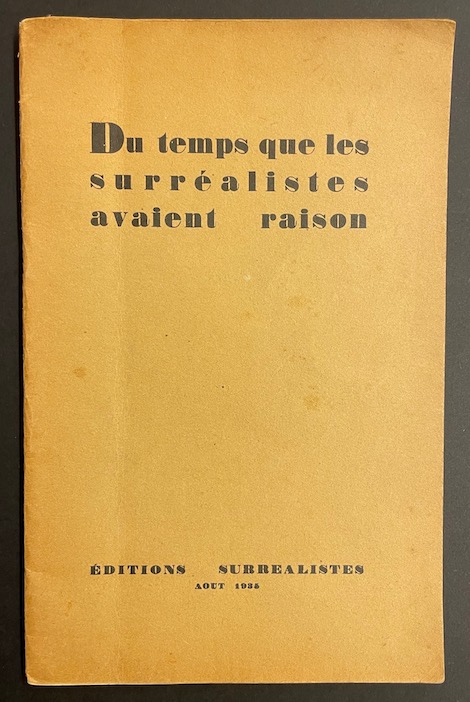 Du temps que les
surréalistes
avaient raison
ÉDITIONS SURREALISTES
AOUT 1935